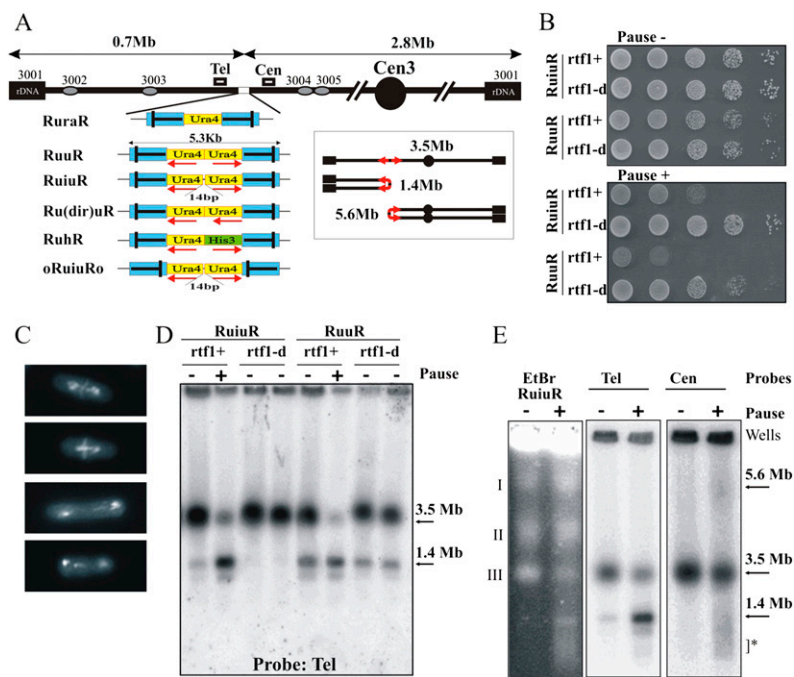 A
0.7Mb
2.8Mb
3001
3002
3003
Tel
Cen
3004
3005
Cen3
3001
rDNA
rDNA
RuraR
Ura4
5.3Kb
RuuR
Ura4 Ura4
RuiuR
Ura4 Ura4
14bp
Ru(dir)uR
Ura4 Ura4
RuhR
Ura4 His3
oRuiuRo
Ura4 Ura4
14bp
3.5Mb
1.4Mb
5.6Mb
B
Pause -
RuiuR
rtf1+
rtf1-d
RuuR
rtf1+
rtf1-d
Pause +
RuiuR
rtf1+
rtf1-d
RuuR
rtf1+
rtf1-d
C
D
RuiuR RuuR
rtf1+ rtf1-d rtf1+ rtf1-d
- + - - - + - - Pause
3.5 Mb
1.4 Mb
Probe: Tel
E
EtBr
RuiuR
Tel
Cen
Probes
Pause
- + - + - +
Wells
I
5.6 Mb
II
III
3.5 Mb
1.4 Mb
]*